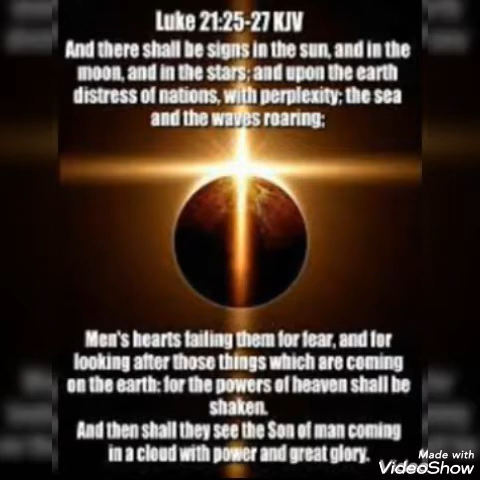 Luke 21:25-27 KJV
And there shall be signs in the sun, and in the
moon, and in the stars; and upon the earth
distress of nations, with perplexity; the sea
and the waves roaring;
Men's hearts failing them for fear, and for
looking after those things which are coming
on the earth: for the powers of heaven shall be
shaken.
And then shall they see the Son of man coming
in a cloud with power and great glory.
Made with
VideoShow